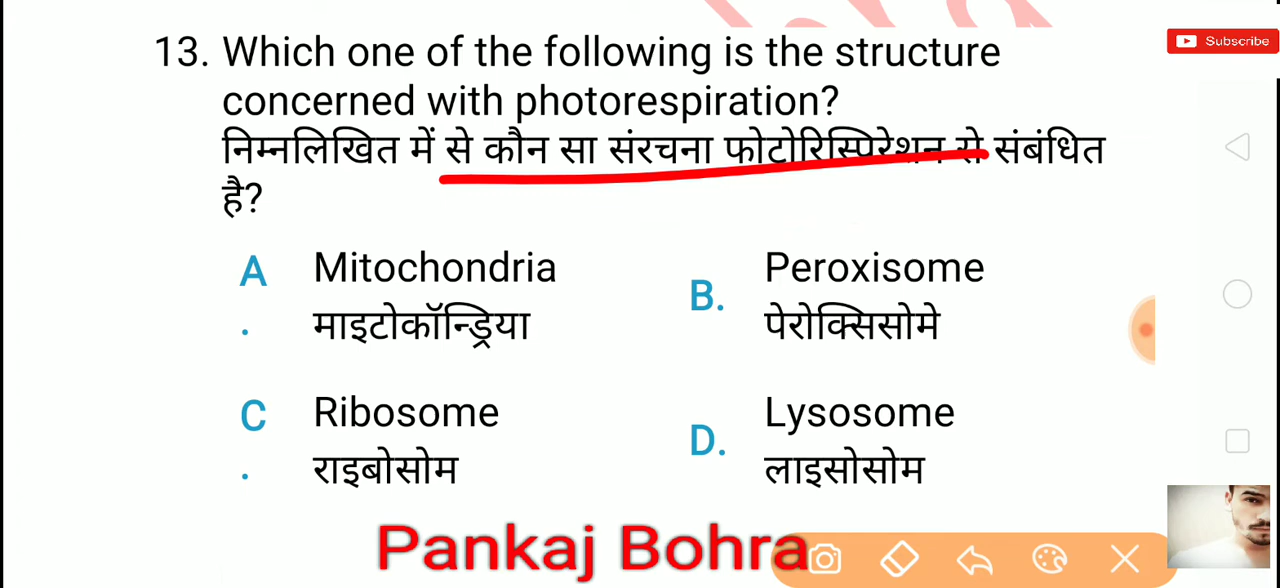 Subscribe
13. Which one of the following is the structure
concerned with photorespiration?
निम्नलिखित में से कौन सा संरचना फोटोरिस्पिरेशन से संबंधित
है?
A. Mitochondria
माइटोकॉन्ड्रिया
B. Peroxisome
पेरोक्सिसोमे
C. Ribosome
राइबोसोम
D. Lysosome
लाइसोसोम
Pankaj Bohra